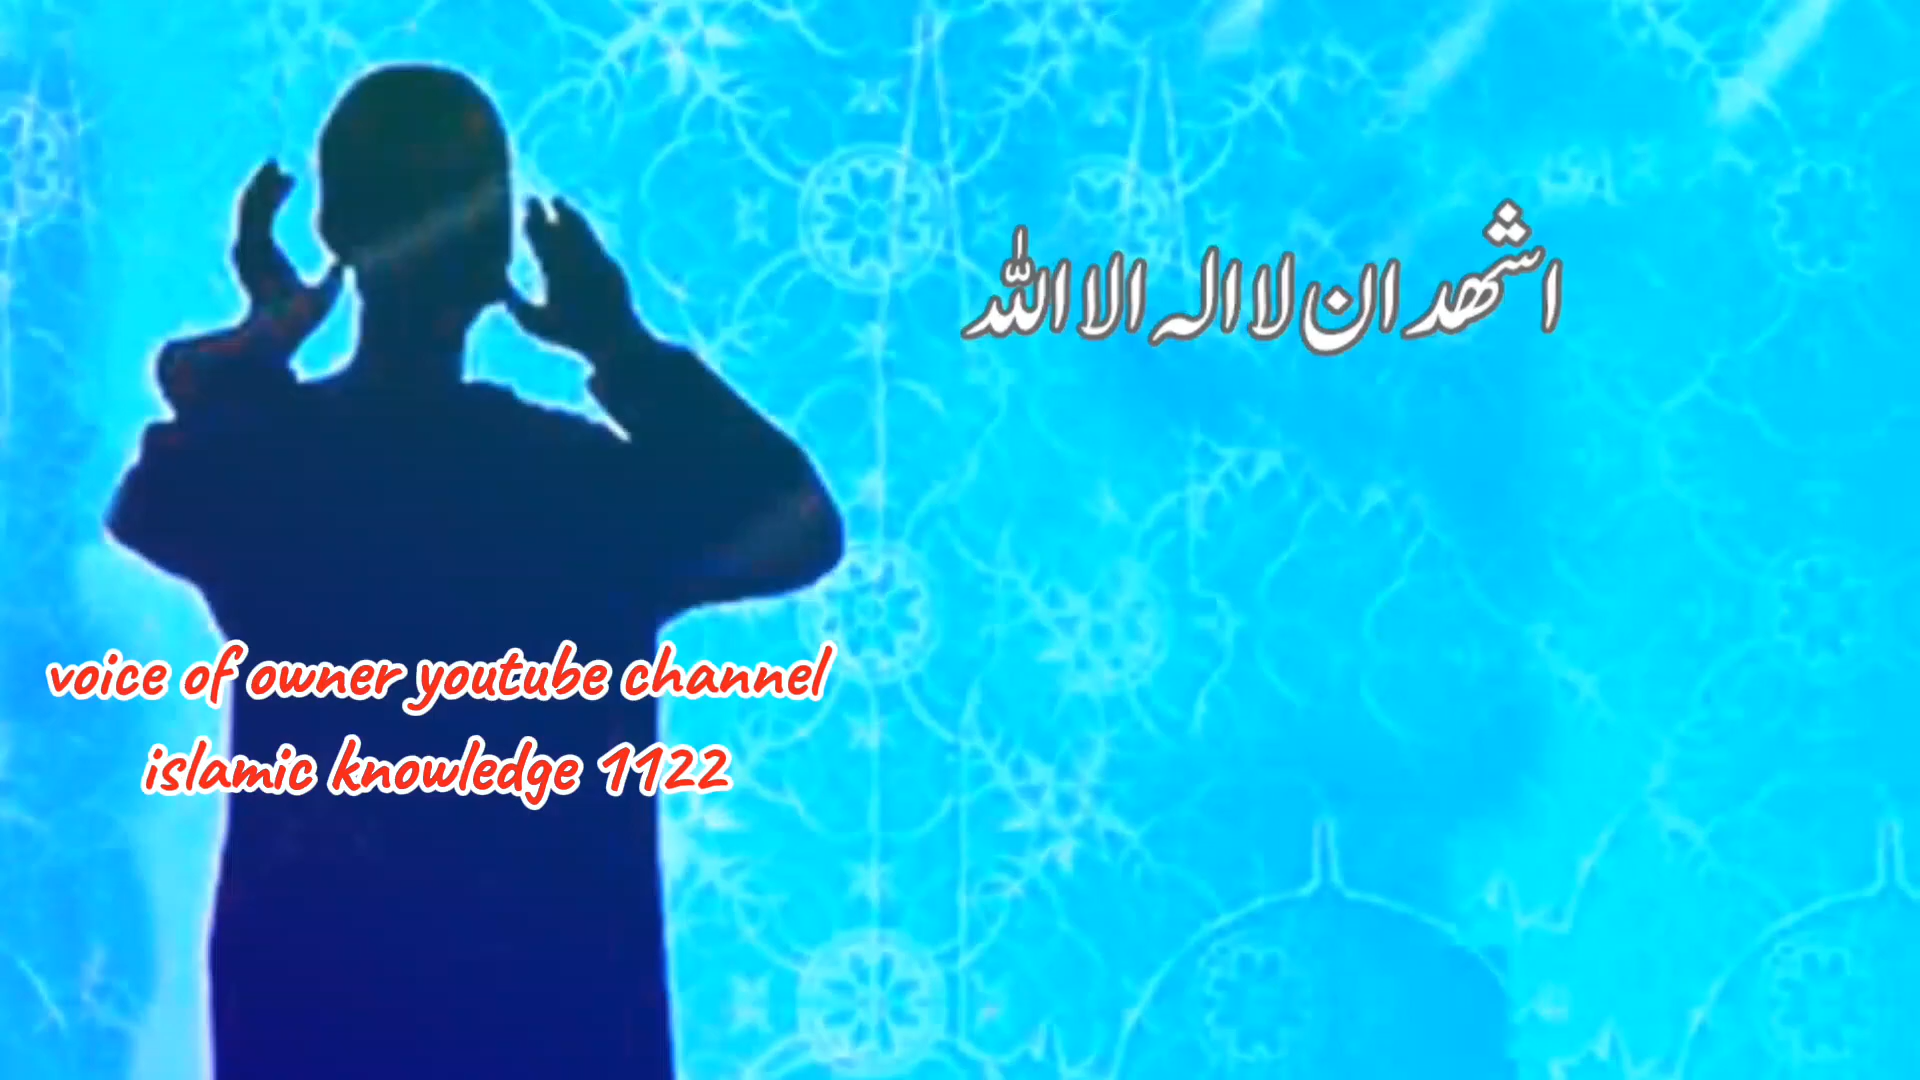 اشھد ان لا الہ الا اللہ
voice of owner youtube channel
islamic knowledge 1122